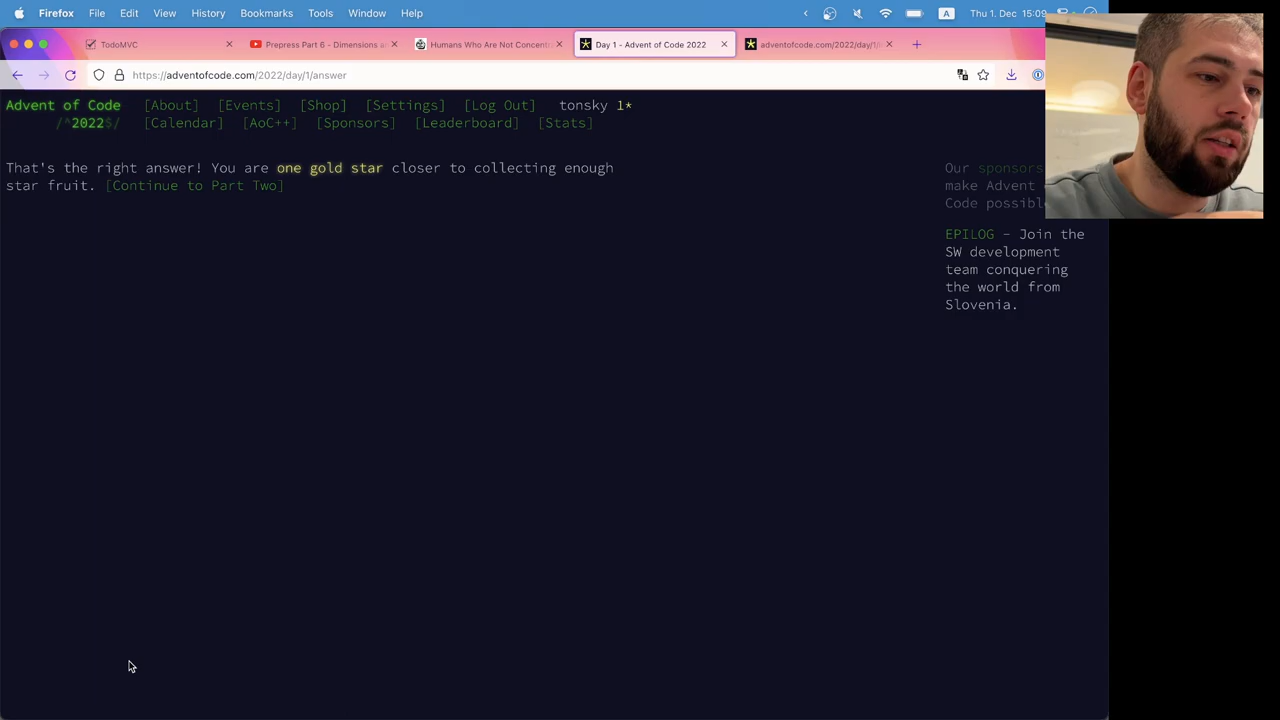 Firefox File Edit View History Bookmarks Tools Window Help A Thu 1. Dec 15:09
TodoMVC Prepress Part 6 - Dimensions a Humans Who Are Not Concent Day 1 - Advent of Code 2022 adventofcode.com/2022/day/1/
https://adventofcode.com/2022/day/1/answer
Advent of Code [About] [Events] [Shop] [Settings] [Log Out] tonsky 1*
/^2022$/ [Calendar] [AoC++] [Sponsors] [Leaderboard] [Stats]
That's the right answer! You are one gold star closer to collecting enough
star fruit. [Continue to Part Two]
Our sponsors
make Advent
Code possibl
EPILOG - Join the
SW development
team conquering
the world from
Slovenia.